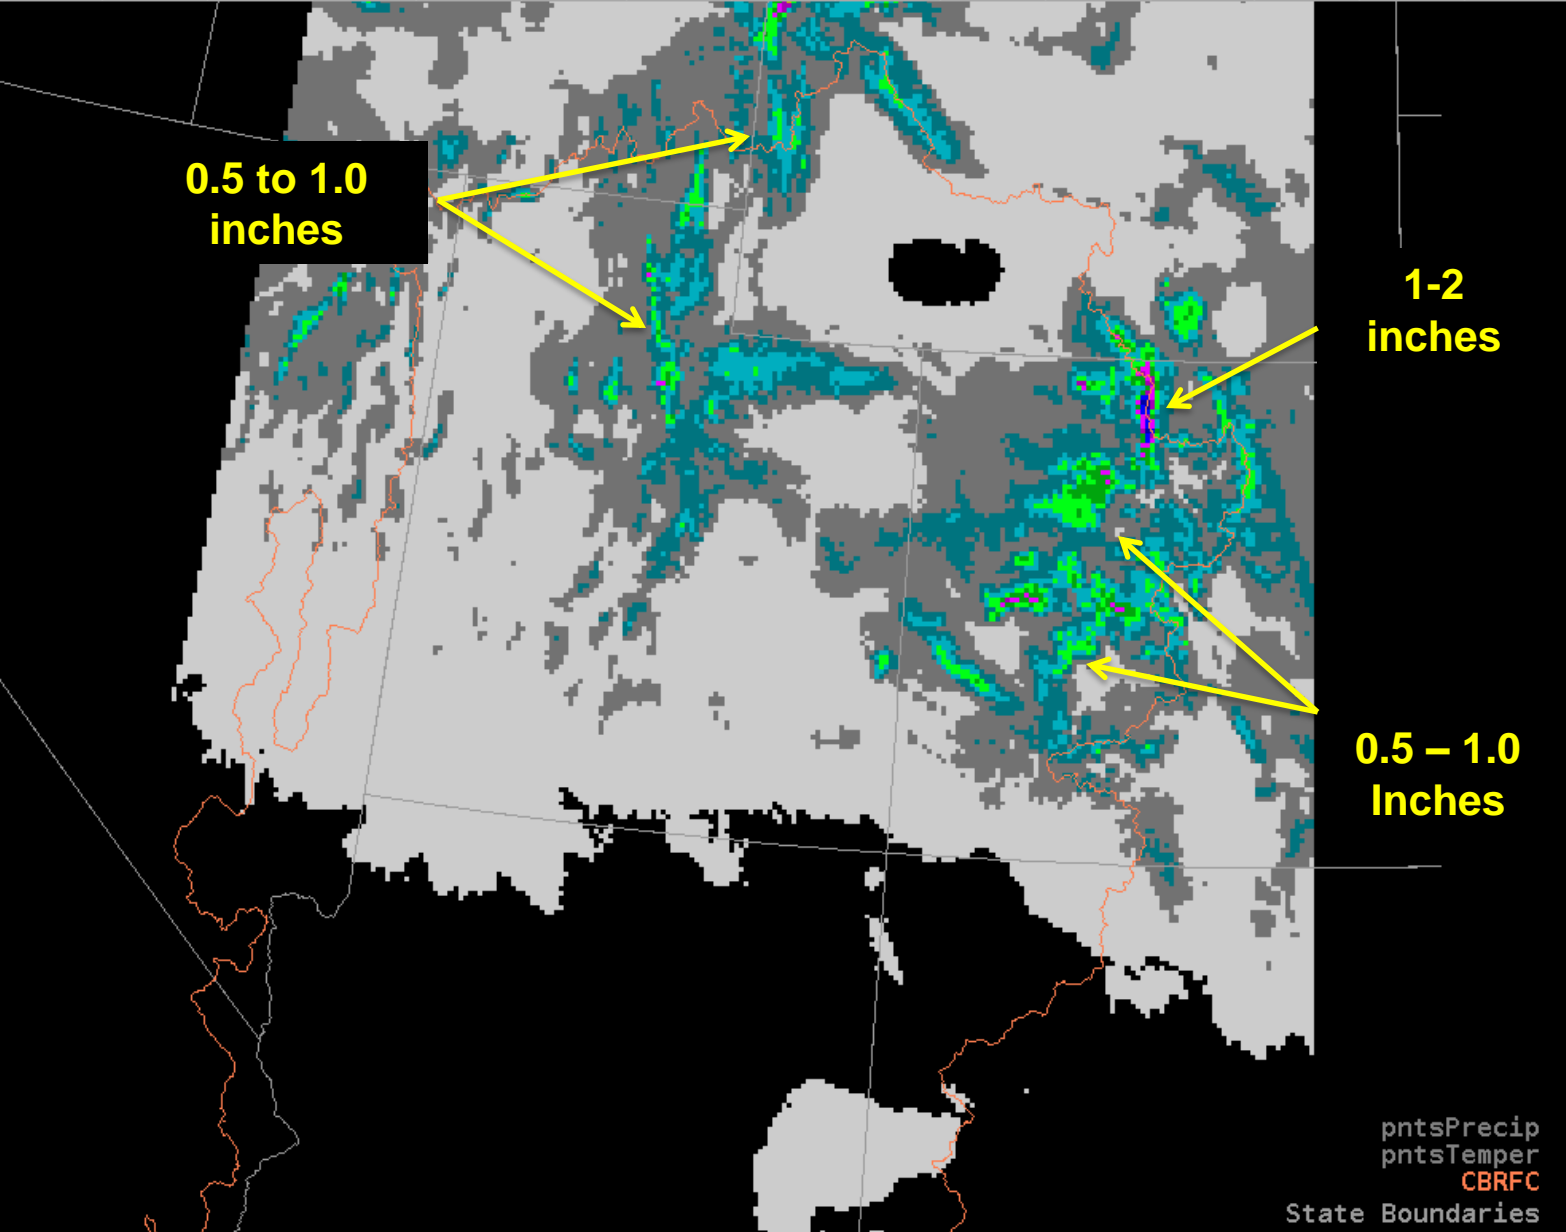 0.5 to 1.0
inches
1-2
inches
0.5 – 1.0
Inches
pntsPrecip
pntsTemper
CBRFC
State Boundaries